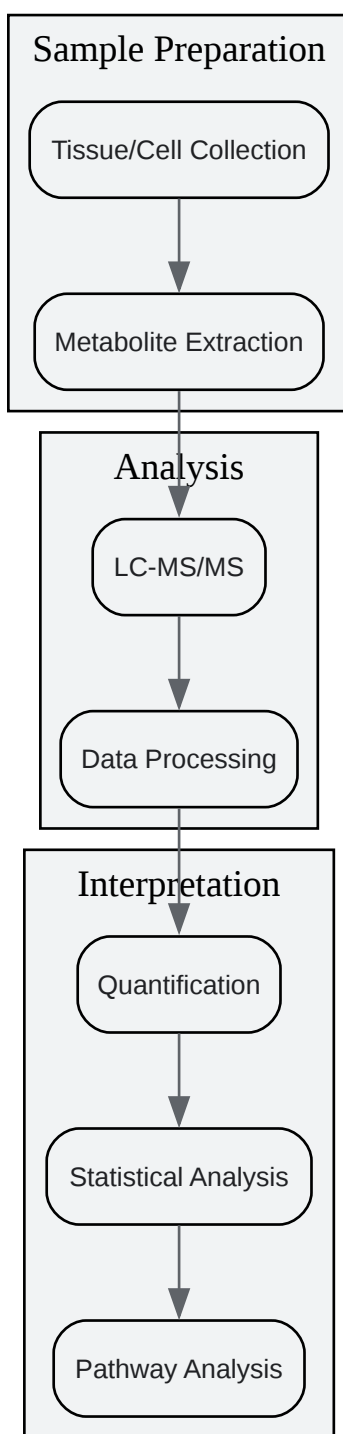 Sample Preparation
Tissue/Cell Collection
Metabolite Extraction
Analysis
LC-MS/MS
Data Processing
Interpretation
Quantification
Statistical Analysis
Pathway Analysis